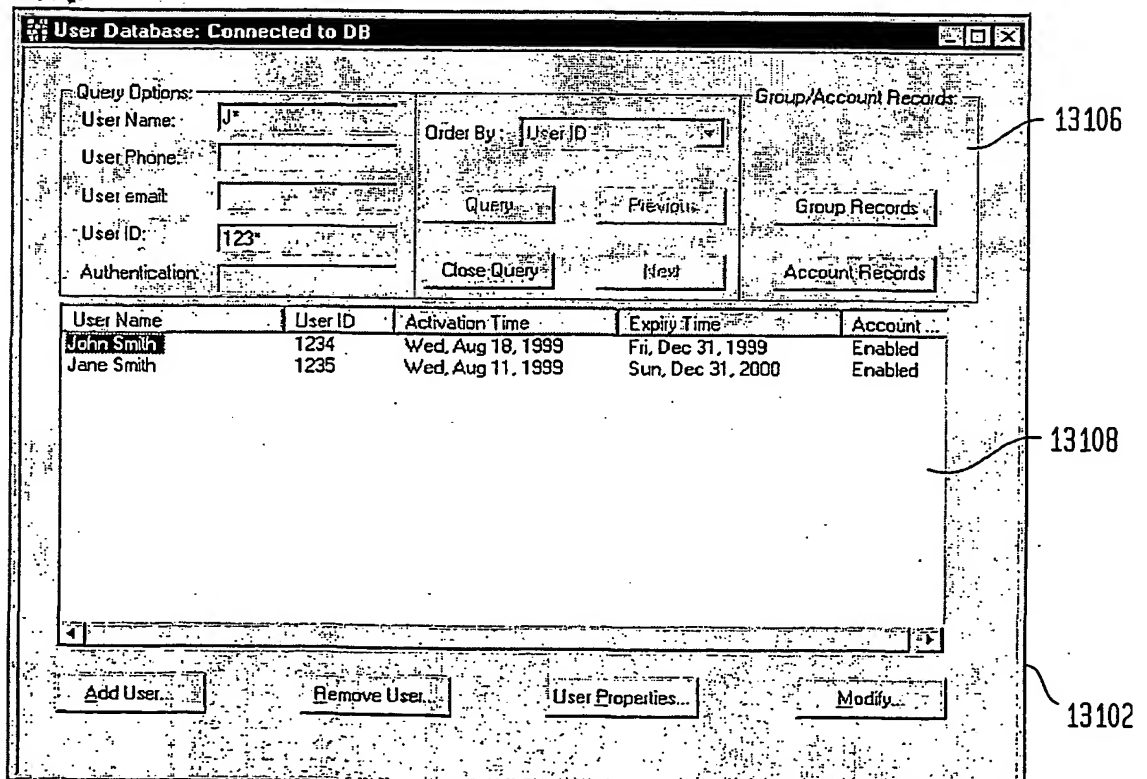 User Database: Connected to DB
Query Options:
User Name: J*
User Phone:
User email:
User ID: 123*
Authentication:
Order By: User ID
Query
Previous
Close Query
Next
Group/Account Records:
Group Records
Account Records
13106
User Name User ID Activation Time Expiry Time Account ...
John Smith 1234 Wed, Aug 18, 1999 Fri, Dec 31, 1999 Enabled
Jane Smith 1235 Wed, Aug 11, 1999 Sun, Dec 31, 2000 Enabled
13108
Add User... Remove User... User Properties... Modify...
13102